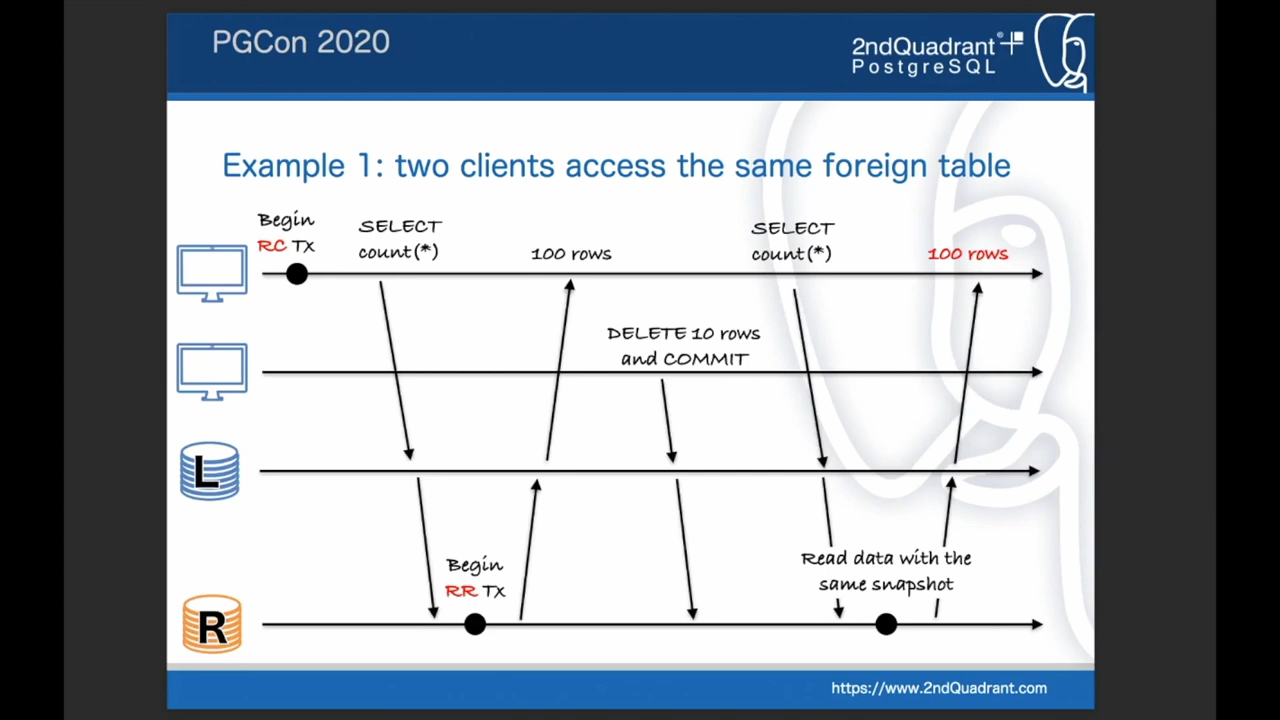 PGCon 2020
2ndQuadrant®
PostgreSQL
Example 1: two clients access the same foreign table
Begin
RC Tx
SELECT
count(*)
100 rows
SELECT
count(*)
100 rows
DELETE 10 rows
and COMMIT
L
Begin
RR Tx
Read data with the
same snapshot
R
https://www.2ndQuadrant.com